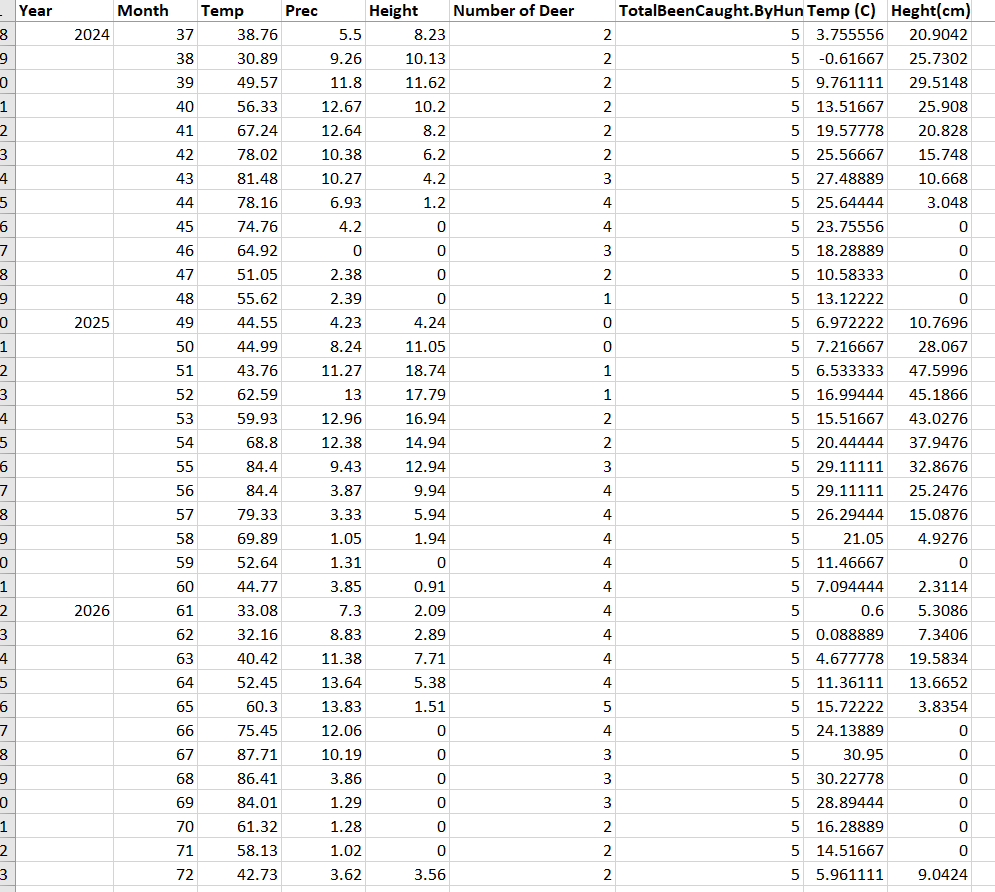 Year Month Temp Prec Height Number of Deer TotalBeenCaught.ByHun Temp (C) Heght(cm)
8 2024 37 38.76 5.5 8.23 2 5 3.755556 20.9042
9 38 30.89 9.26 10.13 2 5 -0.61667 25.7302
0 39 49.57 11.8 11.62 2 5 9.761111 29.5148
1 40 56.33 12.67 10.2 2 5 13.51667 25.908
2 41 67.24 12.64 8.2 2 5 19.57778 20.828
3 42 78.02 10.38 6.2 2 5 25.56667 15.748
4 43 81.48 10.27 4.2 3 5 27.48889 10.668
5 44 78.16 6.93 1.2 4 5 25.64444 3.048
6 45 74.76 4.2 0 4 5 23.75556 0
7 46 64.92 0 0 3 5 18.28889 0
8 47 51.05 2.38 0 2 5 10.58333 0
9 48 55.62 2.39 0 1 5 13.12222 0
0 2025 49 44.55 4.23 4.24 0 5 6.972222 10.7696
1 50 44.99 8.24 11.05 0 5 7.216667 28.067
2 51 43.76 11.27 18.74 1 5 6.533333 47.5996
3 52 62.59 13 17.79 1 5 16.99444 45.1866
4 53 59.93 12.96 16.94 2 5 15.51667 43.0276
5 54 68.8 12.38 14.94 2 5 20.44444 37.9476
6 55 84.4 9.43 12.94 3 5 29.11111 32.8676
7 56 84.4 3.87 9.94 4 5 29.11111 25.2476
8 57 79.33 3.33 5.94 4 5 26.29444 15.0876
9 58 69.89 1.05 1.94 4 5 21.05 4.9276
0 59 52.64 1.31 0 4 5 11.46667 0
1 60 44.77 3.85 0.91 4 5 7.094444 2.3114
2 2026 61 33.08 7.3 2.09 4 5 0.6 5.3086
3 62 32.16 8.83 2.89 4 5 0.088889 7.3406
4 63 40.42 11.38 7.71 4 5 4.677778 19.5834
5 64 52.45 13.64 5.38 4 5 11.36111 13.6652
6 65 60.3 13.83 1.51 5 5 15.72222 3.8354
7 66 75.45 12.06 0 4 5 24.13889 0
8 67 87.71 10.19 0 3 5 30.95 0
9 68 86.41 3.86 0 3 5 30.22778 0
0 69 84.01 1.29 0 3 5 28.89444 0
1 70 61.32 1.28 0 2 5 16.28889 0
2 71 58.13 1.02 0 2 5 14.51667 0
3 72 42.73 3.62 3.56 2 5 5.961111 9.0424